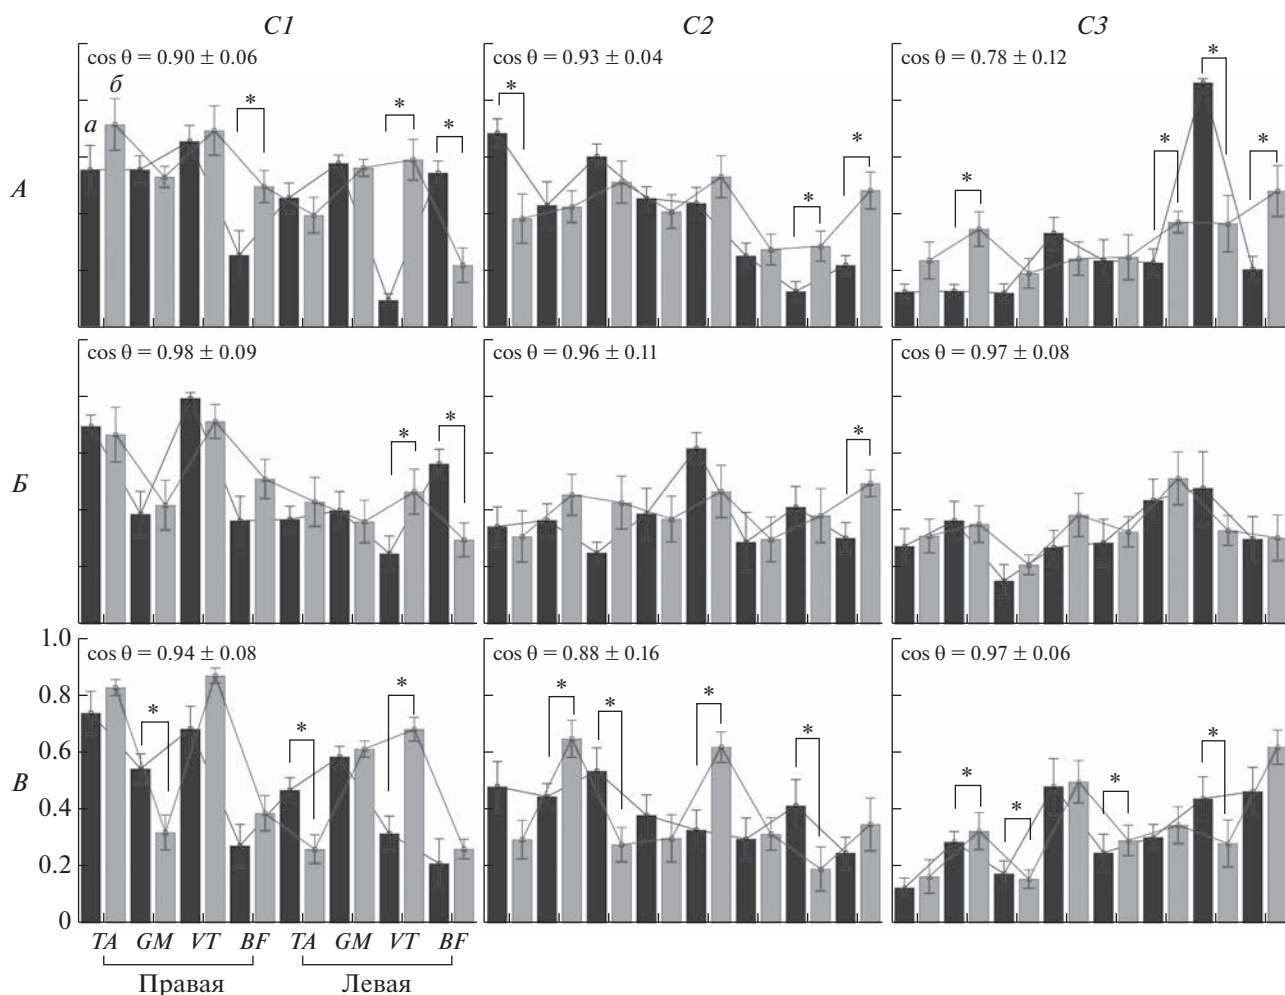 C1 C2 C3
cos θ = 0.90 ± 0.06 cos θ = 0.93 ± 0.04 cos θ = 0.78 ± 0.12
*
*
б
*
*
*
*
а
*
*
*
*
*
А
cos θ = 0.98 ± 0.09 cos θ = 0.96 ± 0.11 cos θ = 0.97 ± 0.08
*
*
*
Б
1.0
cos θ = 0.94 ± 0.08 cos θ = 0.88 ± 0.16 cos θ = 0.97 ± 0.06
0.8
*
*
*
*
*
*
*
*
*
*
*
0.6
В
0.4
0.2
0
TA GM VT BF TA GM VT BF
Правая Левая